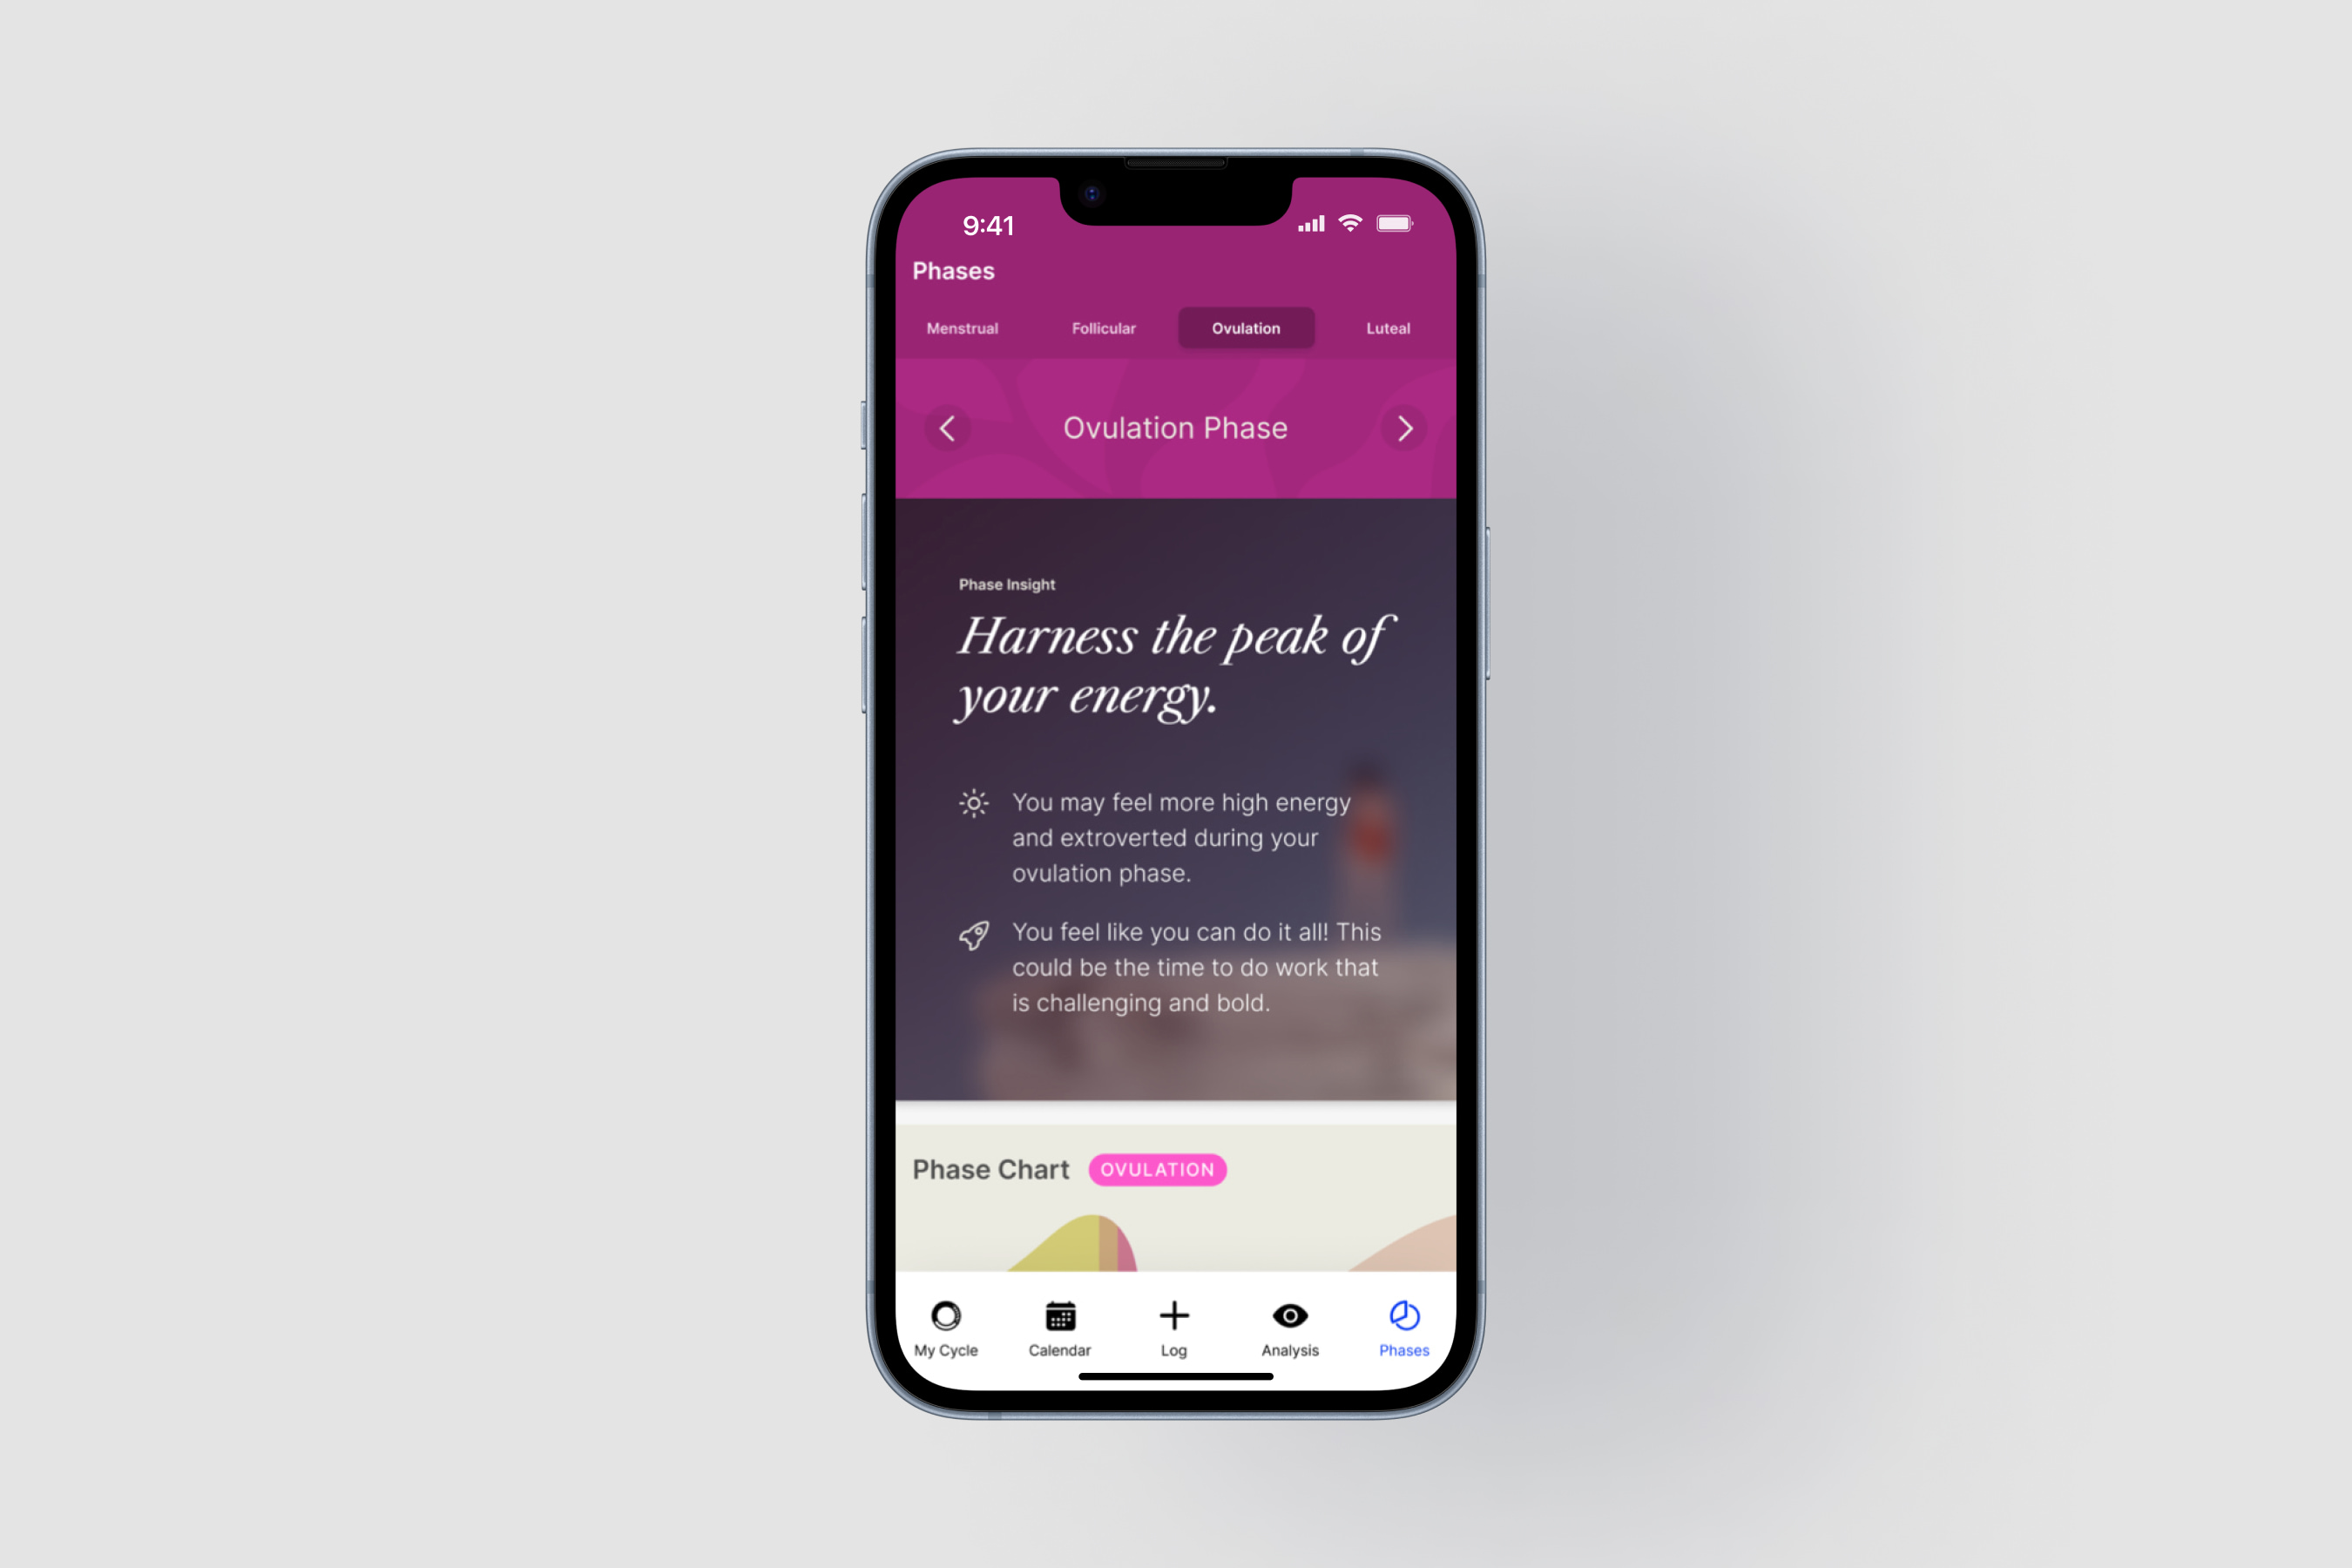 9:41
Phases
Menstrual Follicular Ovulation Luteal
Ovulation Phase
Phase Insight
Harness the peak of
your energy.
You may feel more high energy
and extroverted during your
ovulation phase.
You feel like you can do it all! This
could be the time to do work that
is challenging and bold.
Phase Chart OVULATION
My Cycle Calendar Log Analysis Phases